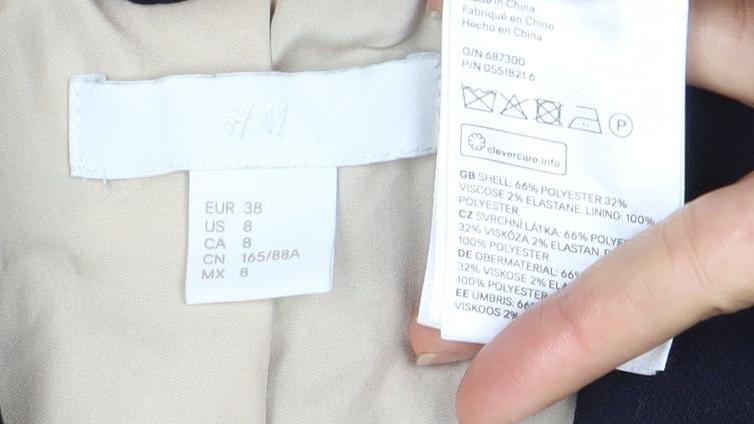 H&M
EUR 38
US 8
CA 8
CN 165/88A
MX 8
in China
Fabriqué en Chine
Hecho en China
O/N 687300
P/N 0551821 6
P
clevercare.info
GB SHELL: 66% POLYESTER 32%
VISCOSE 2% ELASTANE. LINING: 100%
POLYESTER
CZ SVRCHNÍ LÁTKA: 66% POLYE
32% VISKÓZA 2% ELASTAN.
100% POLYESTER
DE OBERMATERIAL: 66%
32% VISKOSE 2% ELA
100% POLYESTER
EE ÜMBRIS: 66
VISKOOS 2%